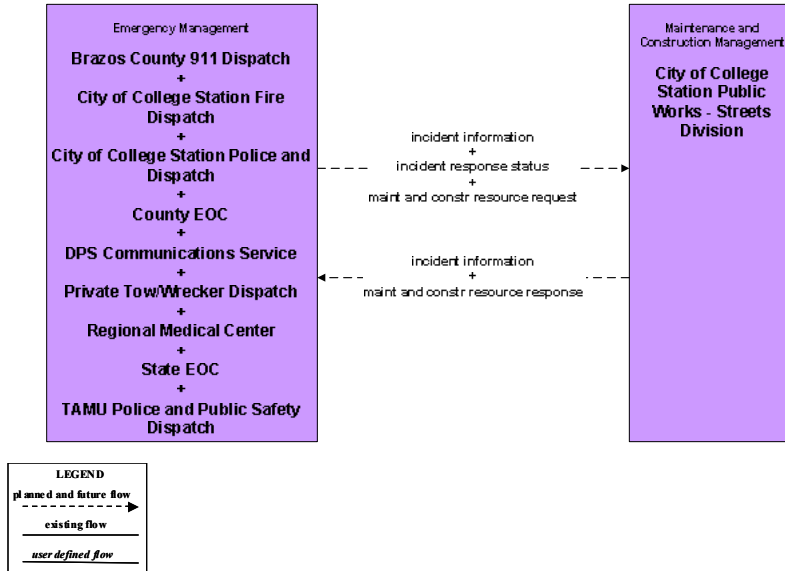 Emergency Management
Brazos County 911 Dispatch
+
City of College Station Fire
Dispatch
+
City of College Station Police and
Dispatch
+
County EOC
+
DPS Communications Service
+
Private Tow/Wrecker Dispatch
+
Regional Medical Center
+
State EOC
+
TAMU Police and Public Safety
Dispatch
incident information
+
incident response status
+
maint and constr resource request
incident information
+
maint and constr resource response
Maintenance and
Construction Management
City of College
Station Public
Works - Streets
Division
LEGEND
planned and future flow
existing flow
user defined flow